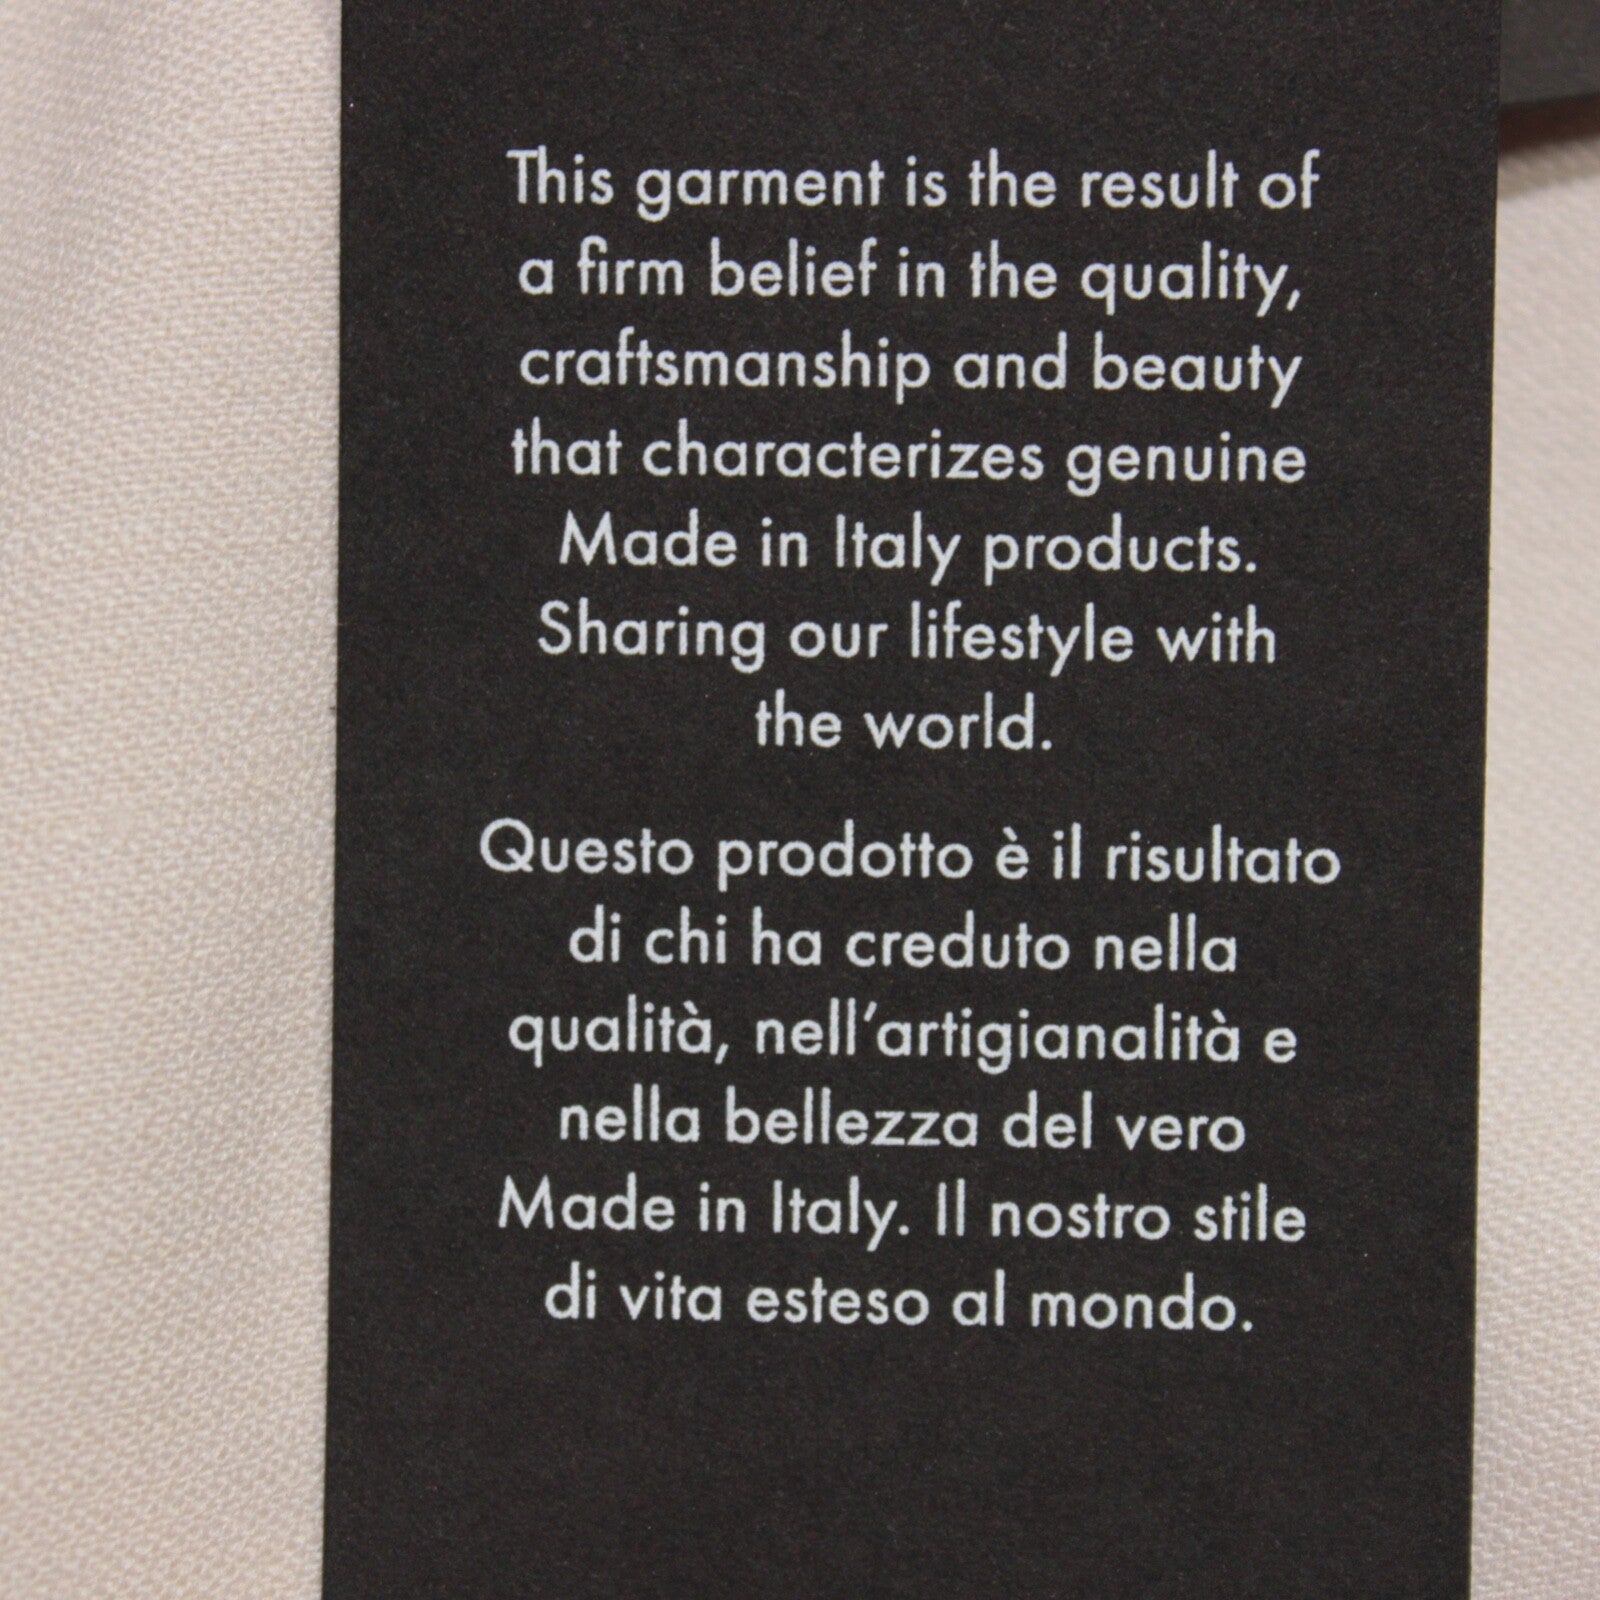 This garment is the result of
a firm belief in the quality,
craftsmanship and beauty
that characterizes genuine
Made in Italy products.
Sharing our lifestyle with
the world.
Questo prodotto è il risultato
di chi ha creduto nella
qualità, nell'artigianalità e
nella bellezza del vero
Made in Italy. Il nostro stile
di vita esteso al mondo.